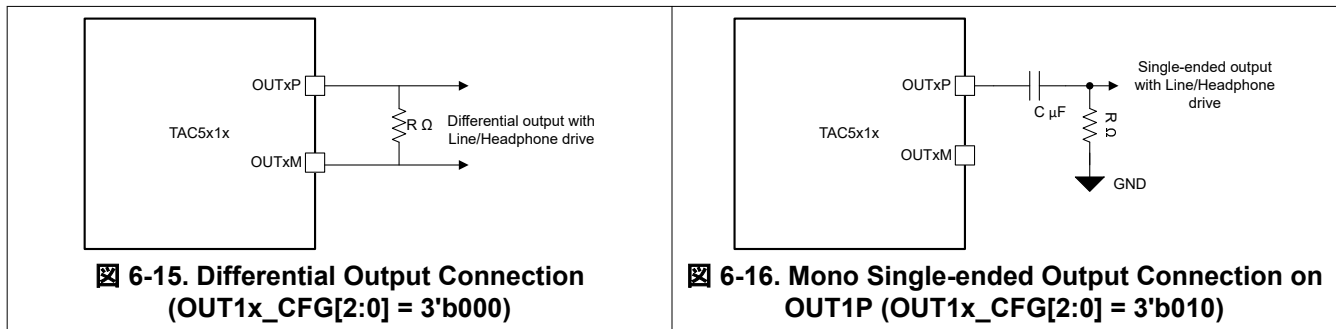 OUTxP
TAC5x1x
OUTxM
R Ω
Differential output with
Line/Headphone drive
図 6-15. Differential Output Connection
(OUT1x_CFG[2:0] = 3'b000)
OUTxP
TAC5x1x
OUTxM
C µF
R Ω
GND
Single-ended output
with Line/Headphone
drive
図 6-16. Mono Single-ended Output Connection on
OUT1P (OUT1x_CFG[2:0] = 3'b010)